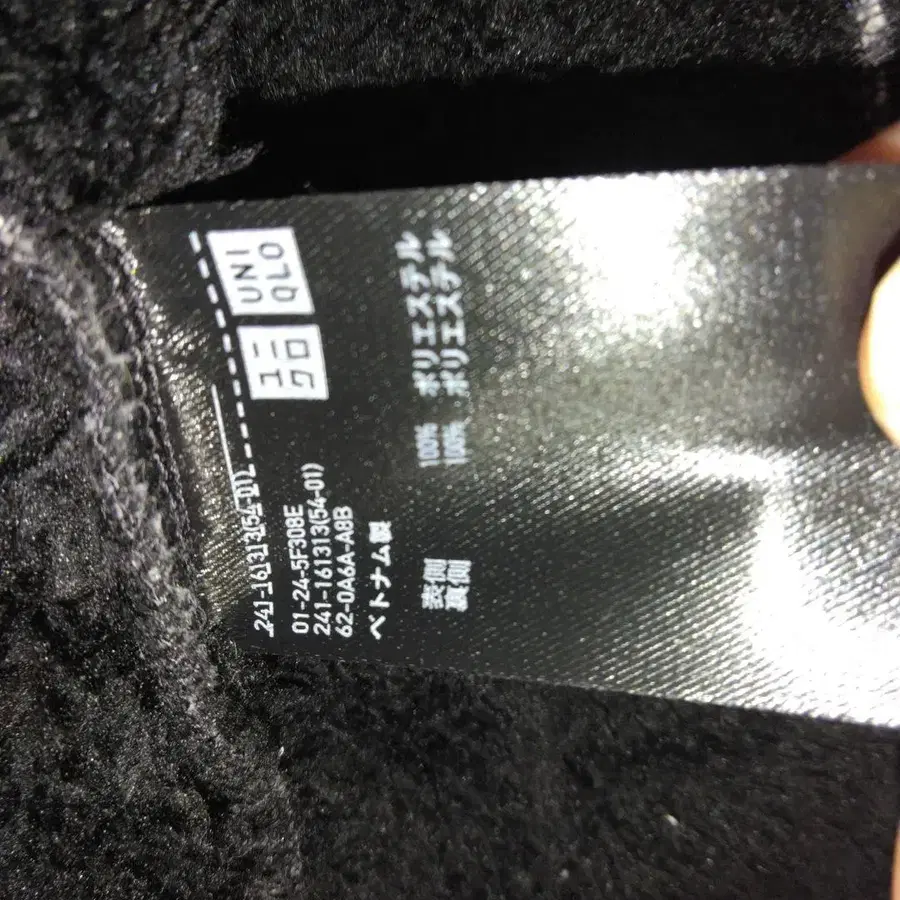 UNI
QLO
ユニ
クロ
241-161313(54-01)
01-24-5F308E
241-161313(54-01)
62-0A6A-A8B
ベトナム製
表側 100% ポリエステル
裏側 100% ポリエステル